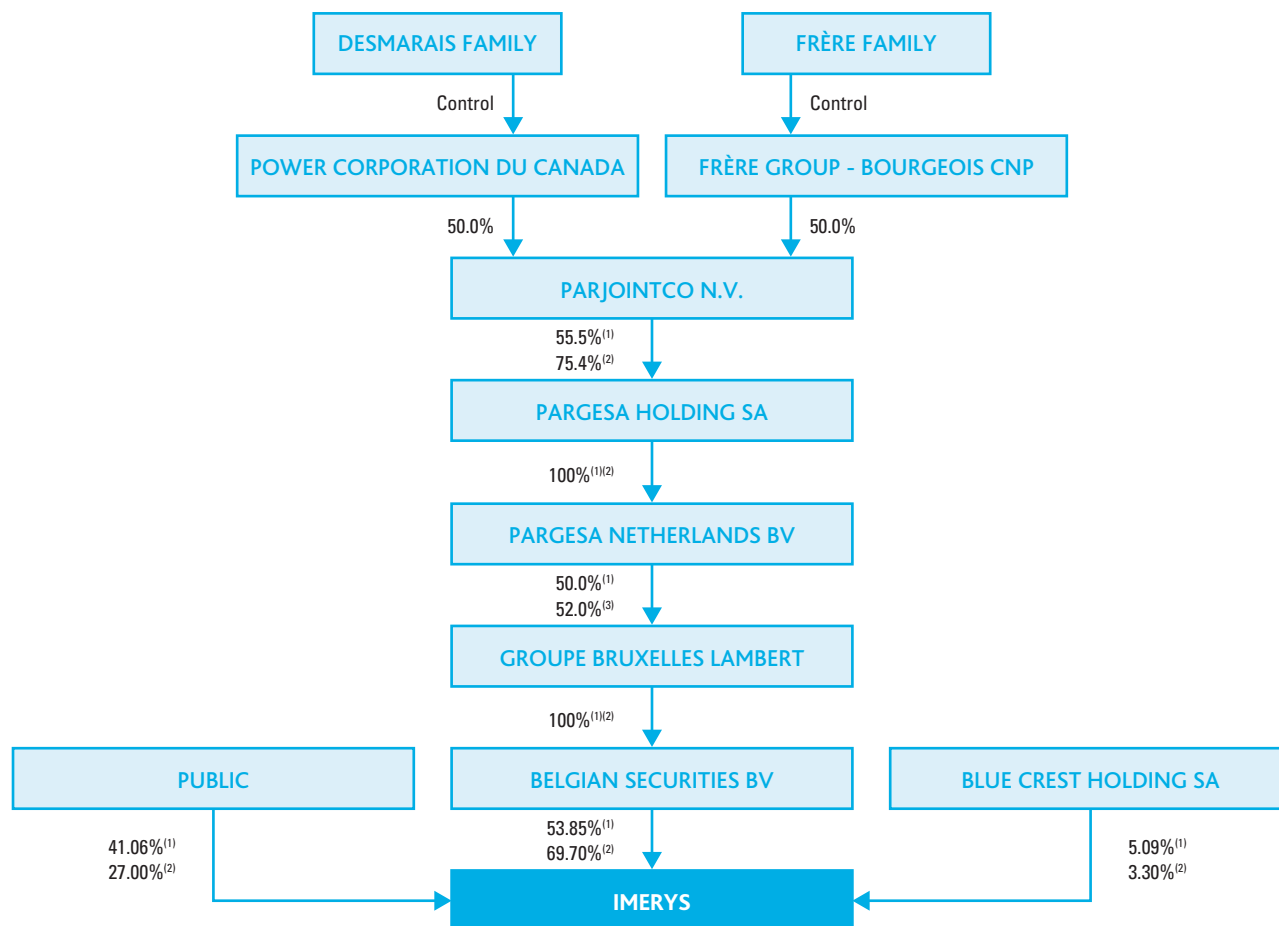 DESMARAIS FAMILY
FRÈRE FAMILY
Control
Control
POWER CORPORATION DU CANADA
FRÈRE GROUP - BOURGEOIS CNP
50.0%
50.0%
PARJOINTCO N.V.
55.5%(1)
75.4%(2)
PARGESA HOLDING SA
100%(1)(2)
PARGESA NETHERLANDS BV
50.0%(1)
52.0%(3)
GROUPE BRUXELLES LAMBERT
100%(1)(2)
PUBLIC
BELGIAN SECURITIES BV
BLUE CREST HOLDING SA
41.06%(1)
27.00%(2)
53.85%(1)
69.70%(2)
5.09%(1)
3.30%(2)
IMERYS